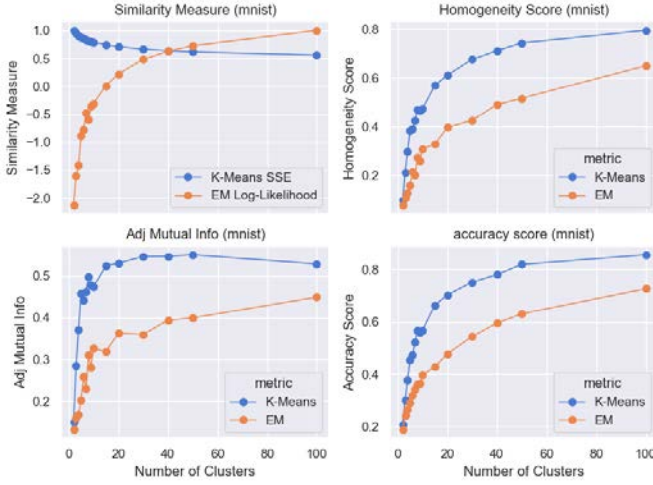 Similarity Measure (mnist)
Similarity Measure
1.0
0.5
0.0
-0.5
-1.0
-1.5
-2.0
K-Means SSE
EM Log-Likelihood
Homogeneity Score (mnist)
Homogeneity Score
0.8
0.6
0.4
0.2
metric
K-Means
EM
Adj Mutual Info (mnist)
Adj Mutual Info
0.5
0.4
0.3
0.2
metric
K-Means
EM
0 20 40 60 80 100
Number of Clusters
accuracy score (mnist)
Accuracy Score
0.8
0.6
0.4
0.2
metric
K-Means
EM
0 20 40 60 80 100
Number of Clusters